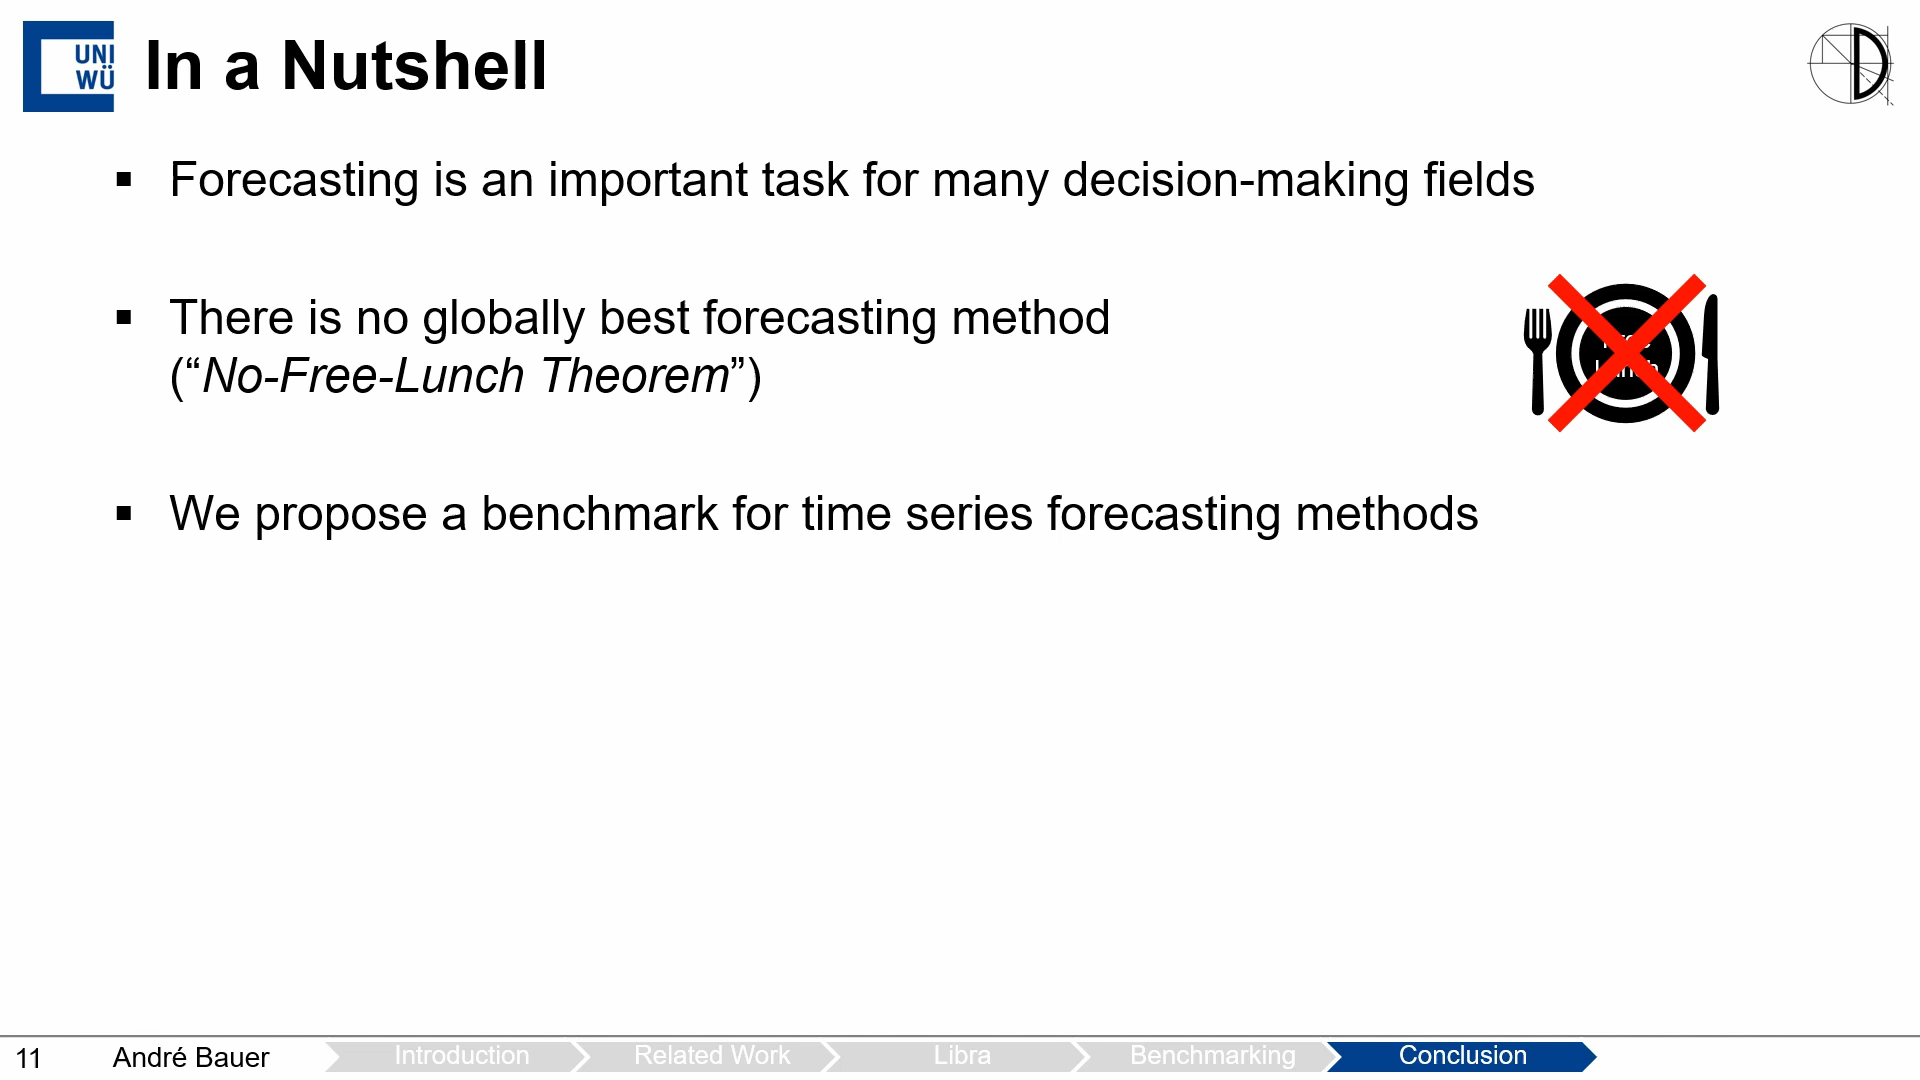 UNI
WÜ
In a Nutshell
▪ Forecasting is an important task for many decision-making fields
▪ There is no globally best forecasting method
(“No-Free-Lunch Theorem”)
▪ We propose a benchmark for time series forecasting methods
11 André Bauer Introduction Related Work Libra Benchmarking Conclusion